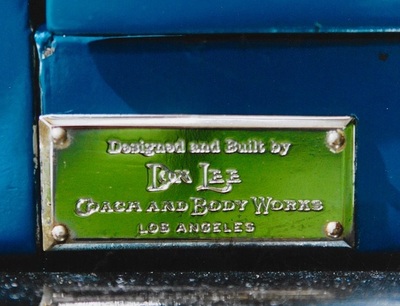 Designed and Built by
Don Lee
Coach and Body Works
Los Angeles